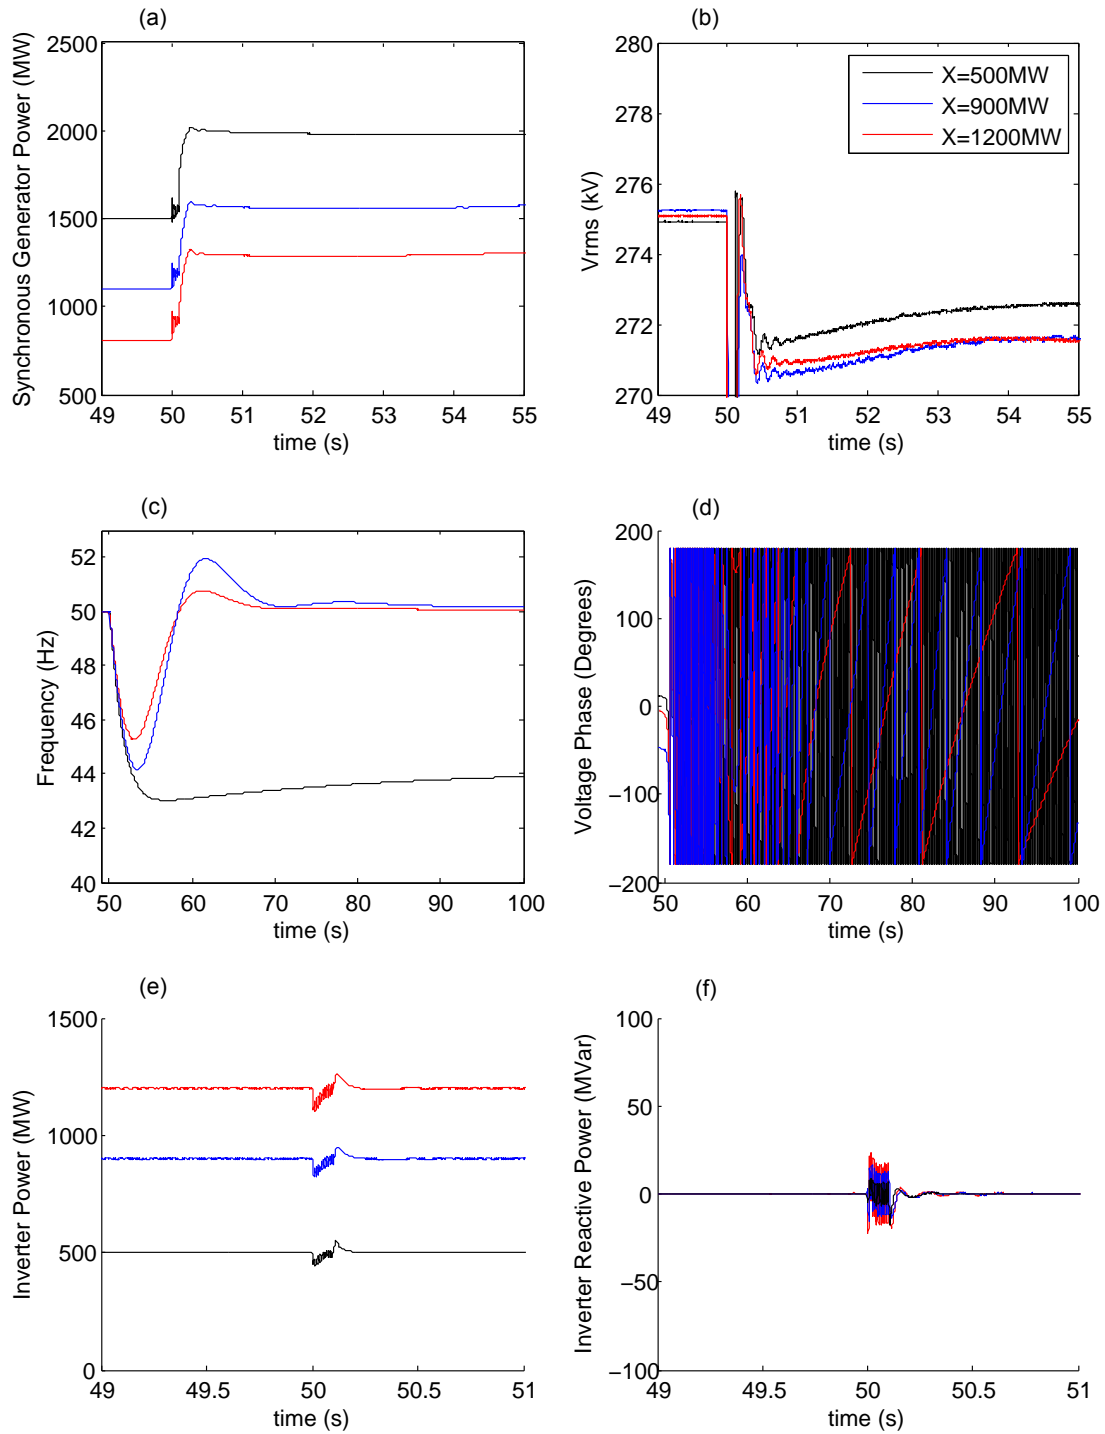 (a)
Synchronous Generator Power (MW)
2500
2000
1500
1000
500
49 50 51 52 53 54 55
time (s)
(b)
Vrms (kV)
280
278
276
274
272
270
X=500MW
X=900MW
X=1200MW
49 50 51 52 53 54 55
time (s)
(c)
Frequency (Hz)
52
50
48
46
44
42
40
50 60 70 80 90 100
time (s)
(d)
Voltage Phase (Degrees)
200
100
0
−100
−200
50 60 70 80 90 100
time (s)
(e)
Inverter Power (MW)
1500
1000
500
0
49 49.5 50 50.5 51
time (s)
(f)
Inverter Reactive Power (MVar)
100
50
0
−50
−100
49 49.5 50 50.5 51
time (s)